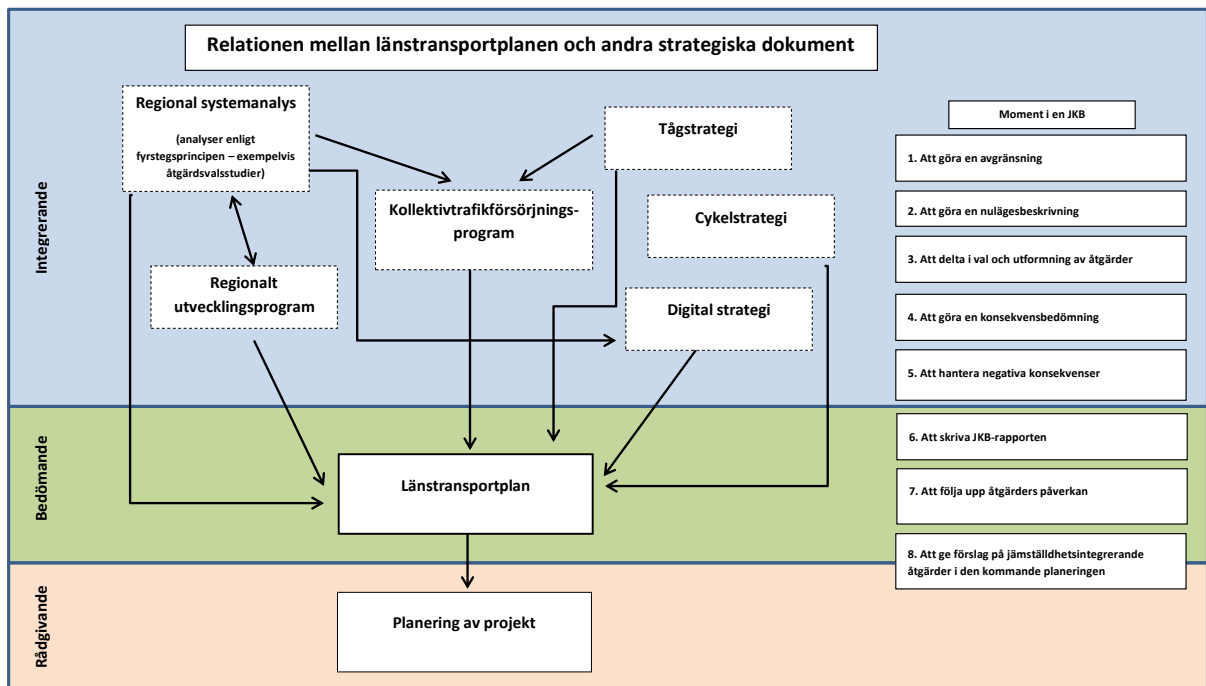 Relationen mellan länstransportplanen och andra strategiska dokument
Integrerande
Regional systemanalys
(analyser enligt
fyrstegsprincipen – exempelvis
åtgärdsvalsstudier)
Tågstrategi
Kollektivtrafikförsörjnings-
program
Cykelstrategi
Regionalt
utvecklingsprogram
Digital strategi
Moment i en JKB
1. Att göra en avgränsning
2. Att göra en nulägesbeskrivning
3. Att delta i val och utformning av åtgärder
4. Att göra en konsekvensbedömning
5. Att hantera negativa konsekvenser
Bedömande
Länstransportplan
6. Att skriva JKB-rapporten
7. Att följa upp åtgärders påverkan
8. Att ge förslag på jämställdhetsintegrerande
åtgärder i den kommande planeringen
Rådgivande
Planering av projekt